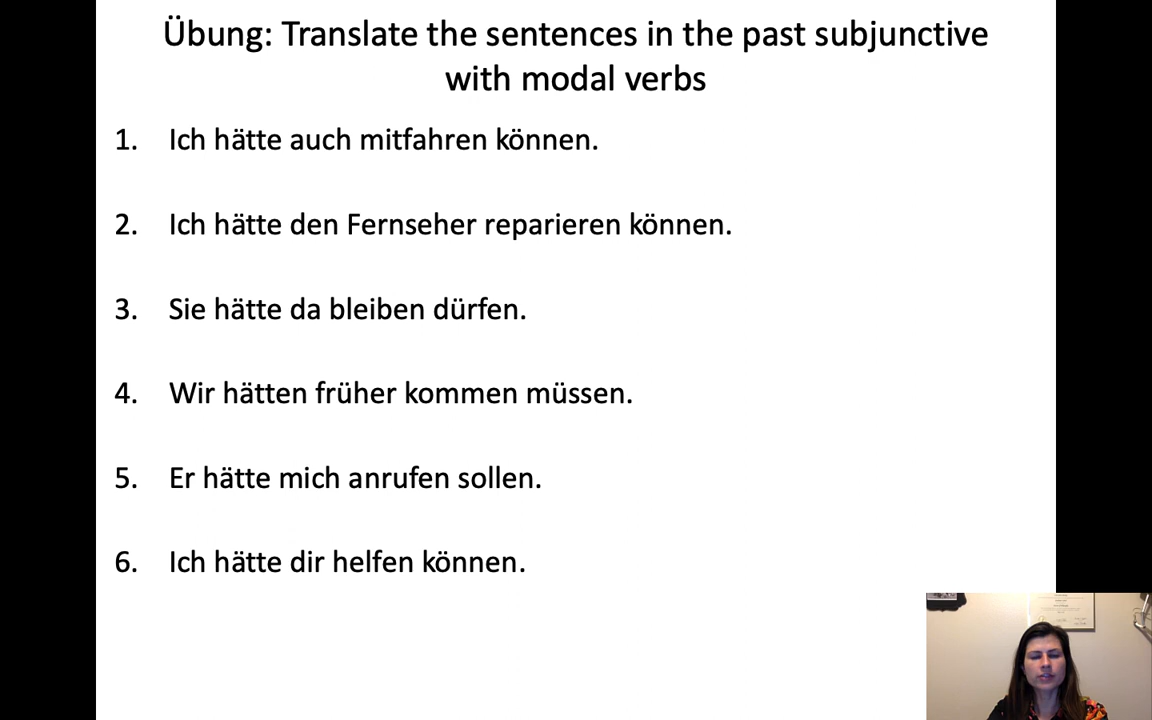 Übung: Translate the sentences in the past subjunctive
with modal verbs
1. Ich hätte auch mitfahren können.
2. Ich hätte den Fernseher reparieren können.
3. Sie hätte da bleiben dürfen.
4. Wir hätten früher kommen müssen.
5. Er hätte mich anrufen sollen.
6. Ich hätte dir helfen können.